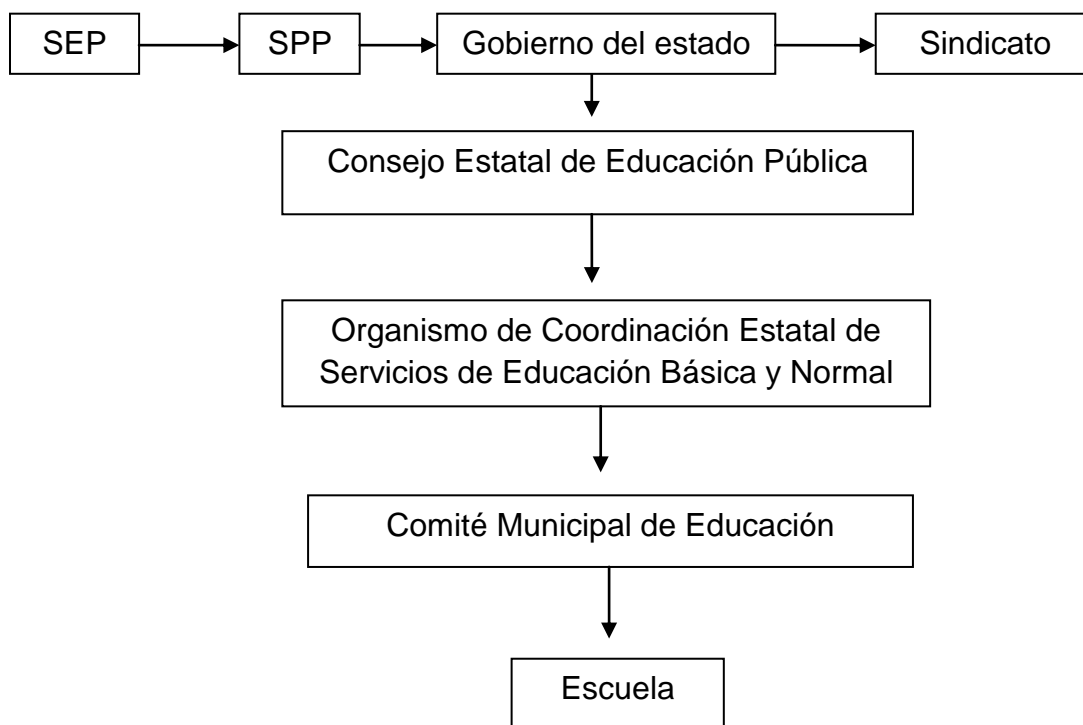 SEP
SPP
Gobierno del estado
Sindicato
Consejo Estatal de Educación Pública
Organismo de Coordinación Estatal de
Servicios de Educación Básica y Normal
Comité Municipal de Educación
Escuela